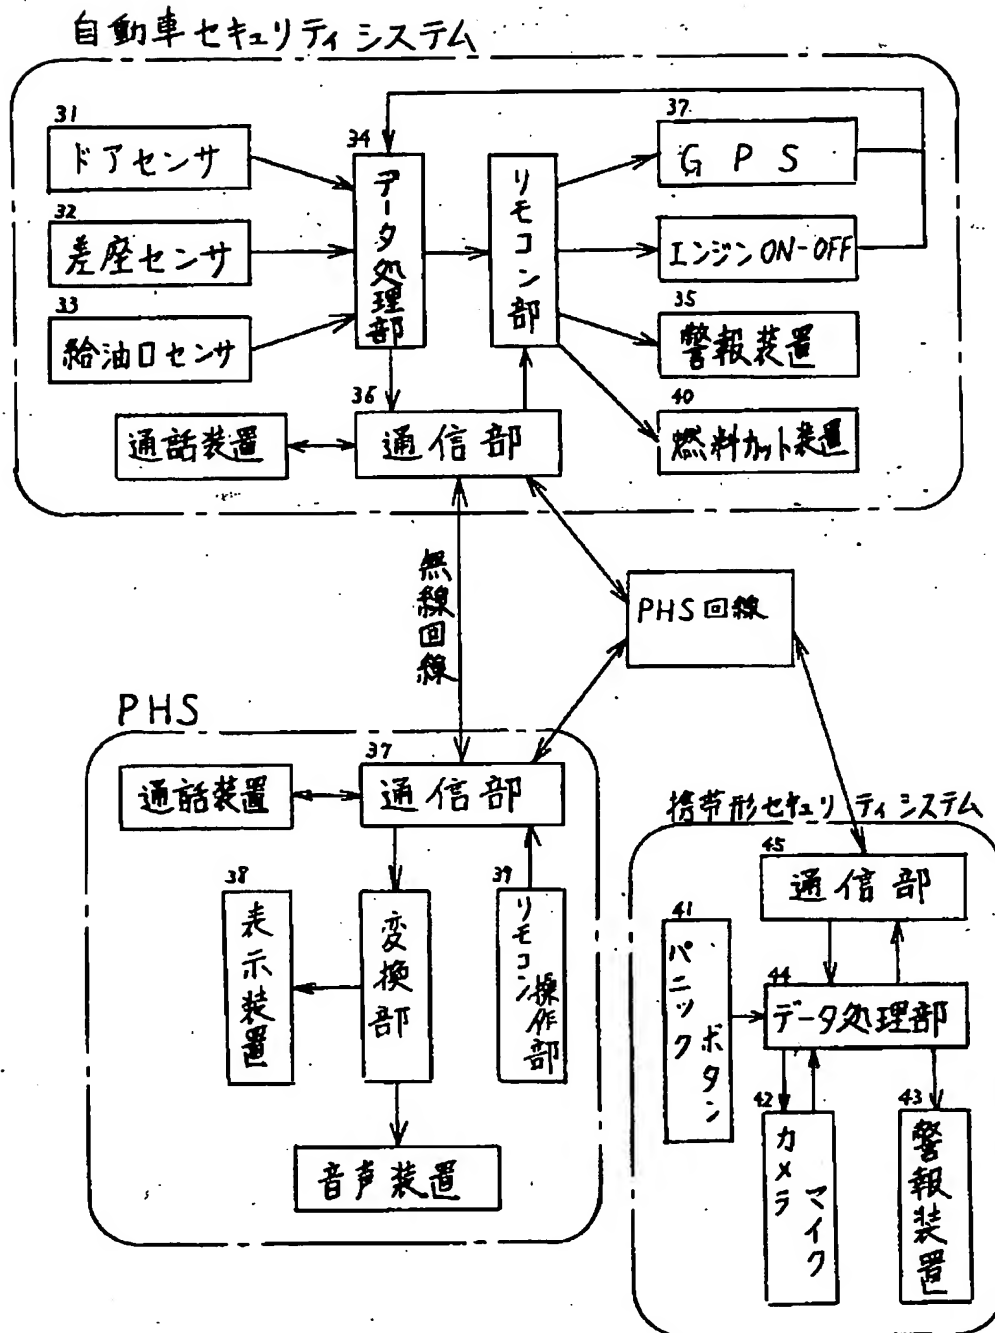 自動車セキュリティシステム
31
ドアセンサ
32
差座センサ
33
給油口センサ
34
データ処理部
リモコン部
37
GPS
エンジンON-OFF
35
警報装置
40
燃料カット装置
36
通信部
通話装置
無線回線
PHS回線
PHS
37
通信部
通話装置
38
表示装置
変換部
39
リモコン
操作部
音声装置
携帯形セキュリティシステム
45
通信部
41
パニック
ボタン
44
データ処理部
42
カメラ
マイク
43
警報装置